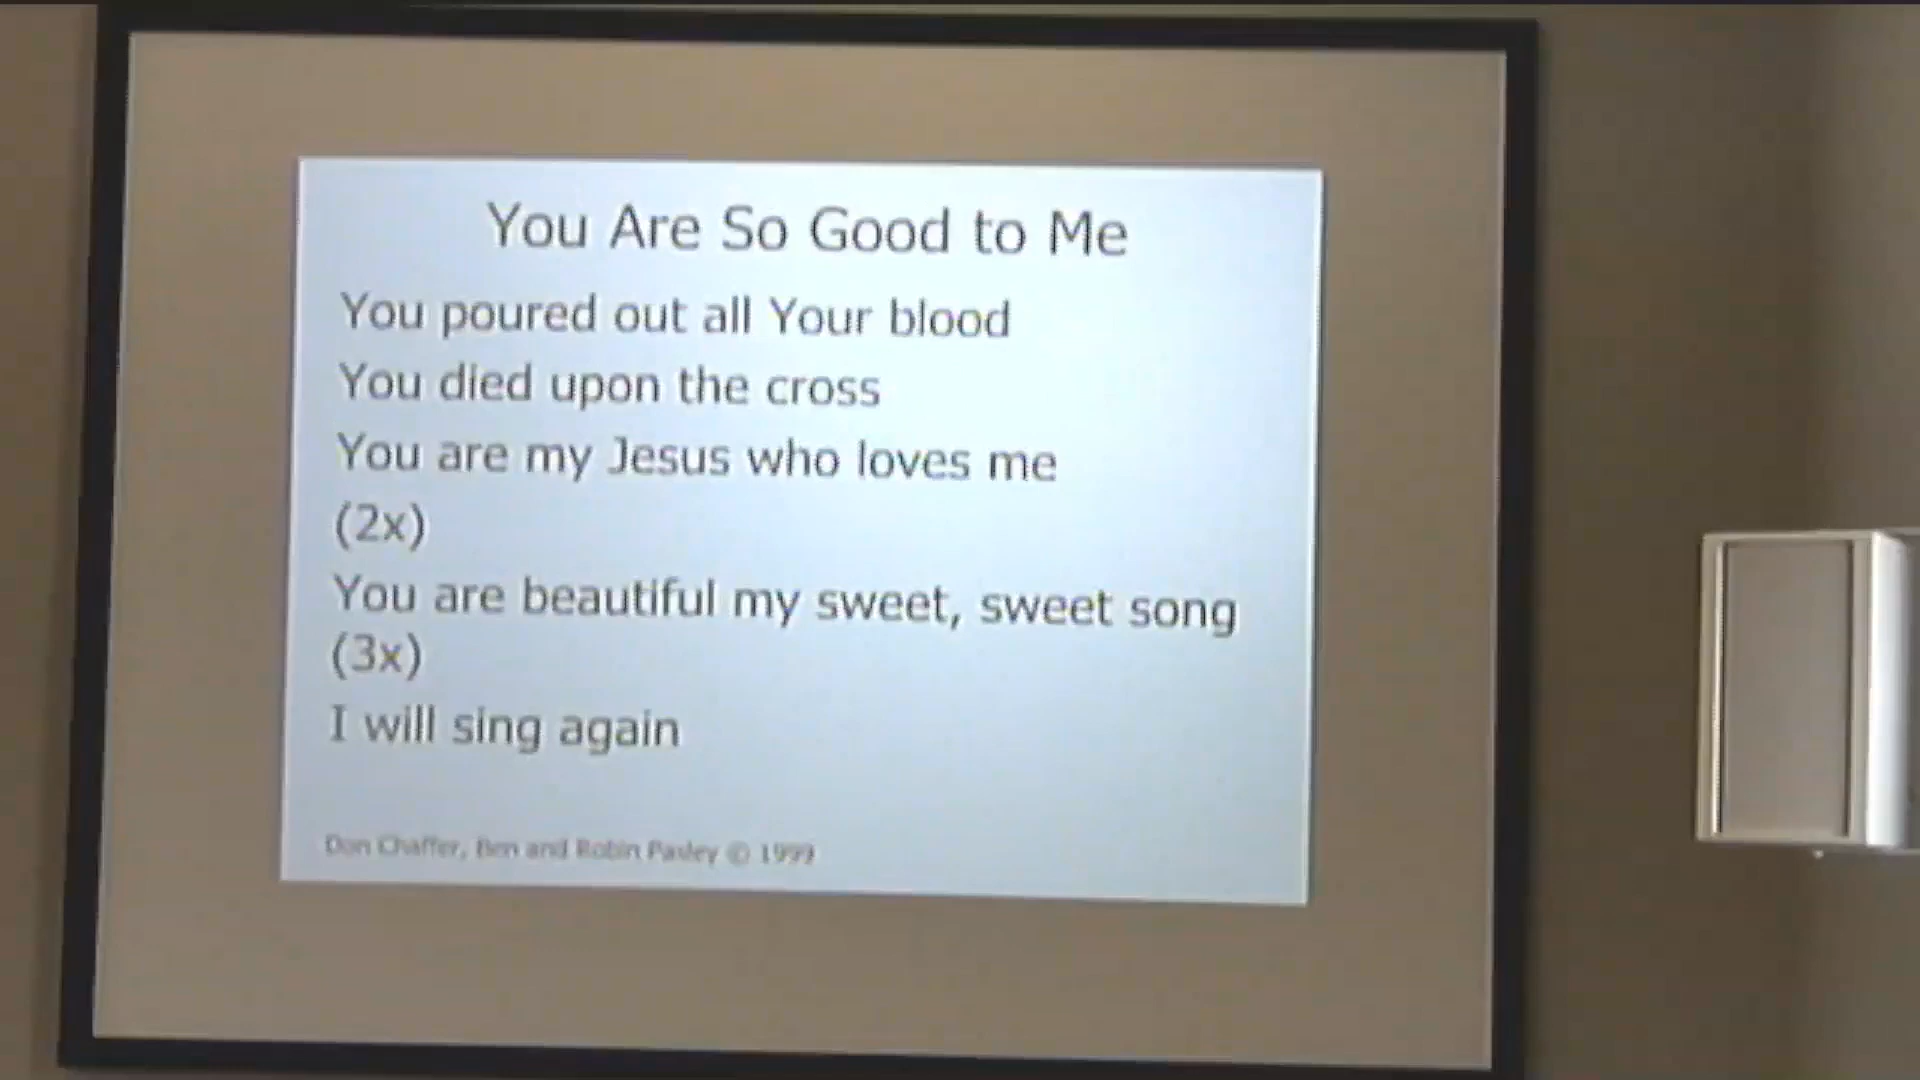 You Are So Good to Me
You poured out all Your blood
You died upon the cross
You are my Jesus who loves me
(2x)
You are beautiful my sweet, sweet song
(3x)
I will sing again
Don Chaffer, Ben and Robin Pasley © 1999